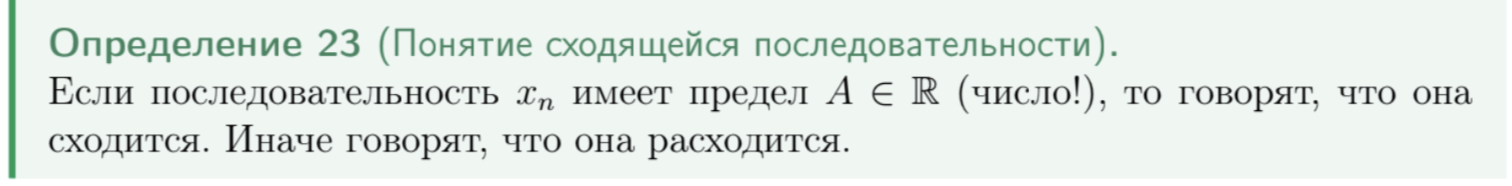 Определение 23 (Понятие сходящейся последовательности).
Если последовательность xₙ имеет предел A ∈ ℝ (число!), то говорят, что она
сходится. Иначе говорят, что она расходится.